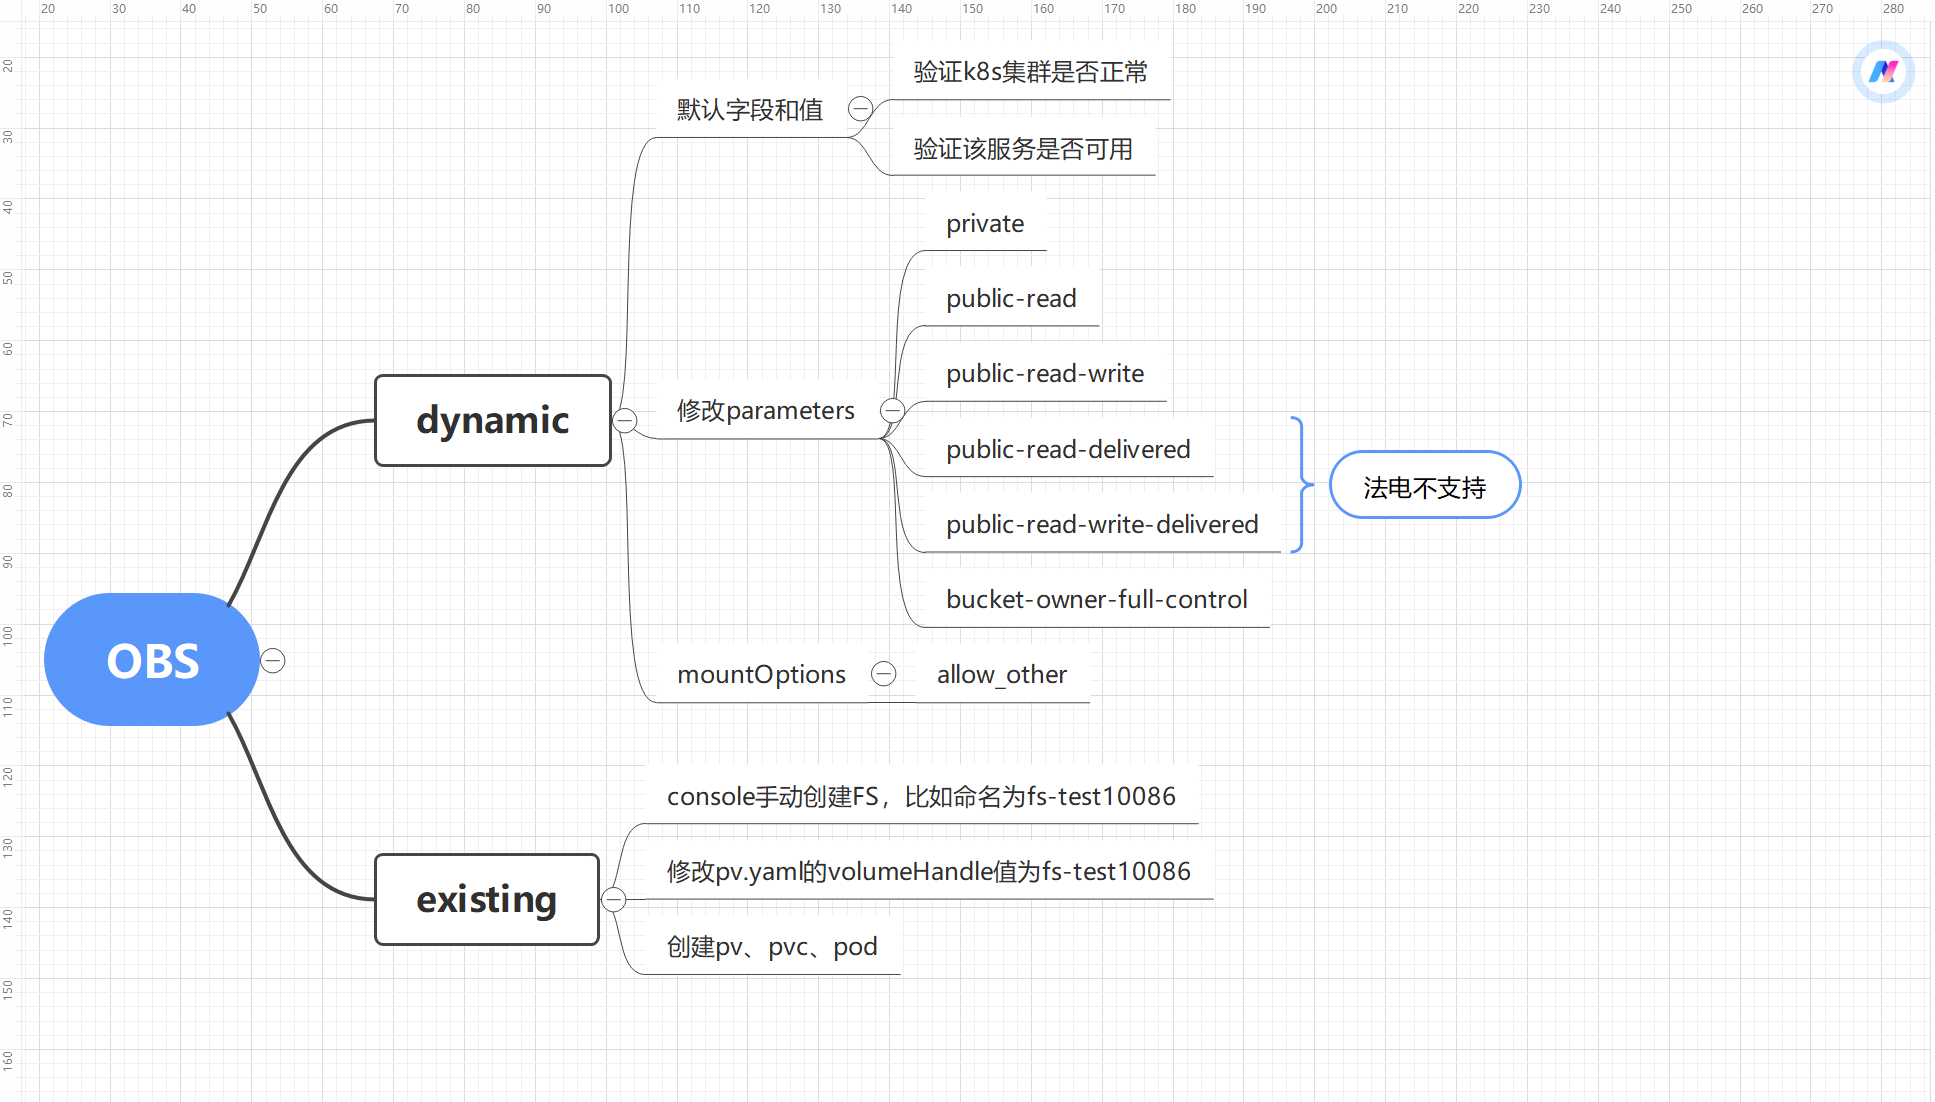 20 30 40 50 60 70 80 90 100 110 120 130 140 150 160 170 180 190 200 210 220 230 240 250 260 270 280
20
30
40
50
60
70
80
90
100
110
120
130
140
150
160
OBS
dynamic
默认字段和值
验证k8s集群是否正常
验证该服务是否可用
修改parameters
private
public-read
public-read-write
public-read-delivered
public-read-write-delivered
法电不支持
bucket-owner-full-control
mountOptions
allow_other
existing
console手动创建FS，比如命名为fs-test10086
修改pv.yaml的volumeHandle值为fs-test10086
创建pv、pvc、pod